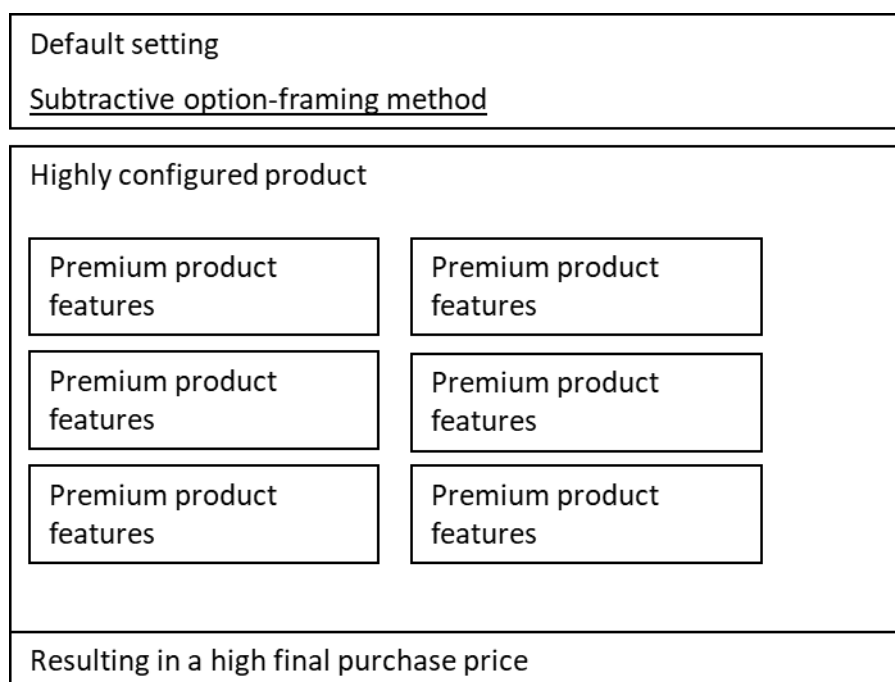 Default setting
Subtractive option-framing method
Highly configured product
Premium product
features
Premium product
features
Premium product
features
Premium product
features
Premium product
features
Premium product
features
Resulting in a high final purchase price